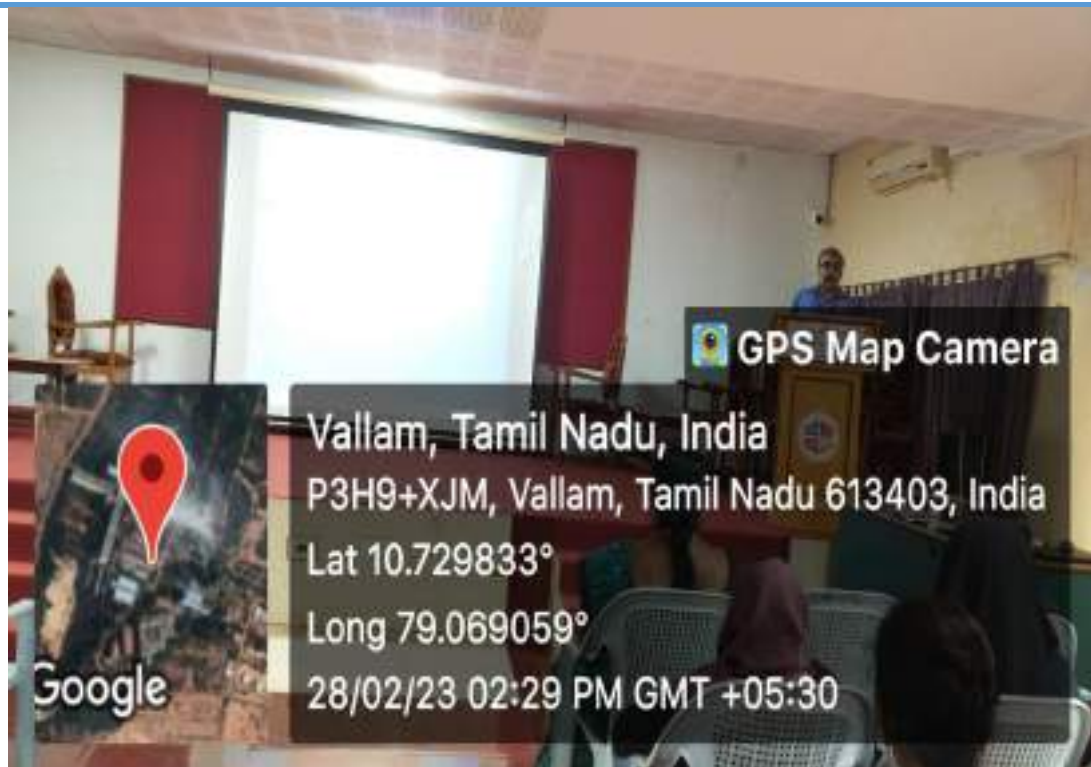 GPS Map Camera
Vallam, Tamil Nadu, India
P3H9+XJM, Vallam, Tamil Nadu 613403, India
Lat 10.729833°
Long 79.069059°
28/02/23 02:29 PM GMT +05:30
Google